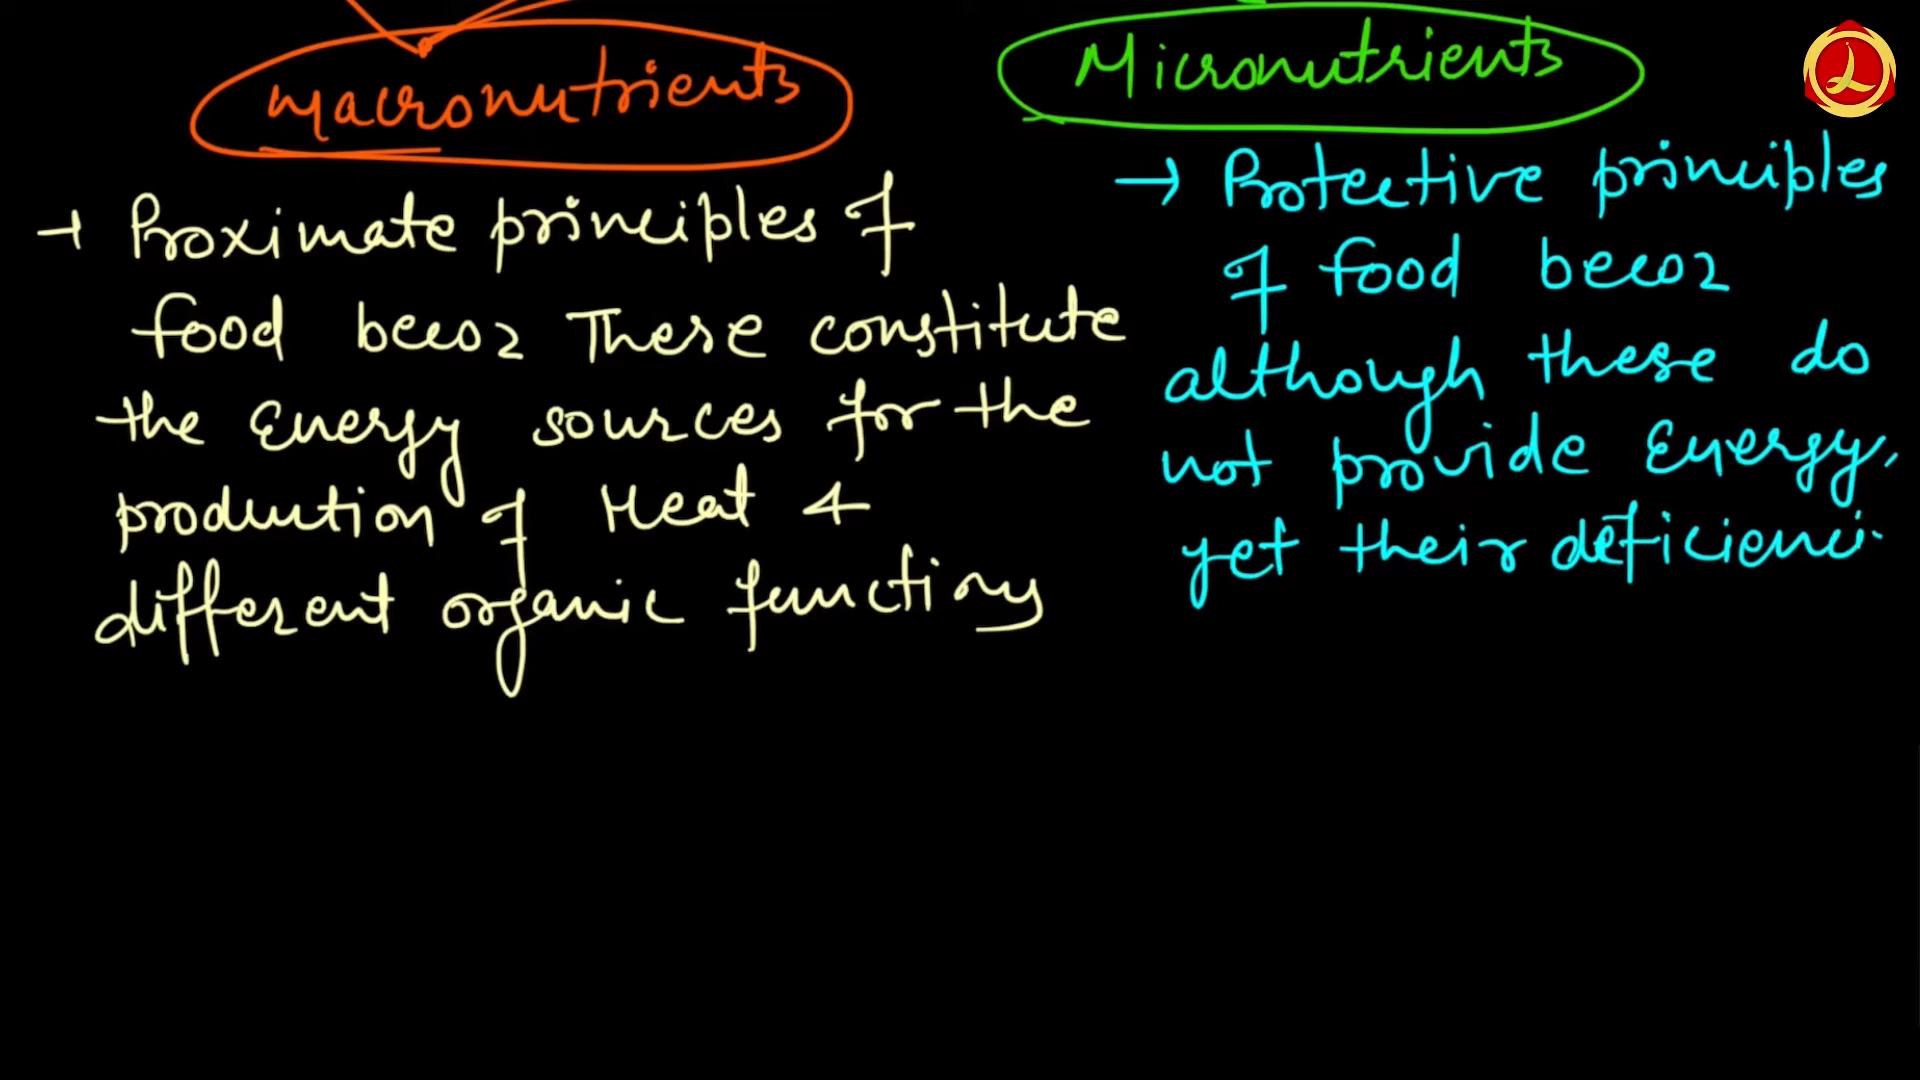 macronutrients
→ Proximate principles of
food becoz These constitute
the Energy sources for the
production of Heat &
different organic functions
Micronutrients
→ Protective principles
of food becoz
although these do
not provide Energy,
yet their deficienci